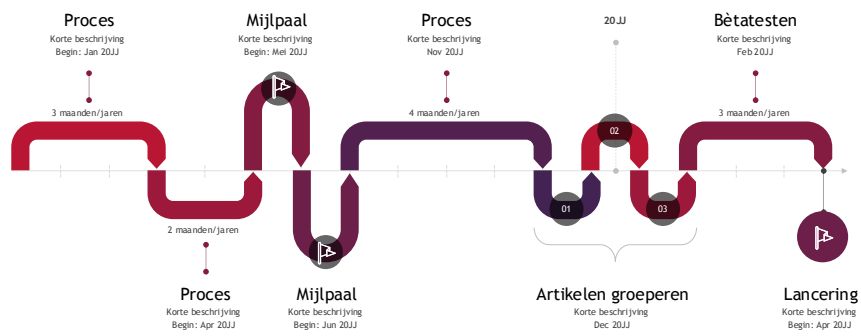 Proces
Korte beschrijving
Begin: Jan 20JJ
Mijlpaal
Korte beschrijving
Begin: Mei 20JJ
Proces
Korte beschrijving
Nov 20JJ
20JJ
Bètatesten
Korte beschrijving
Feb 20JJ
3 maanden/jaren
4 maanden/jaren
3 maanden/jaren
02
01
03
2 maanden/jaren
Proces
Korte beschrijving
Begin: Apr 20JJ
Mijlpaal
Korte beschrijving
Begin: Jun 20JJ
Artikelen groeperen
Korte beschrijving
Dec 20JJ
Lancering
Korte beschrijving
Begin: Apr 20JJ